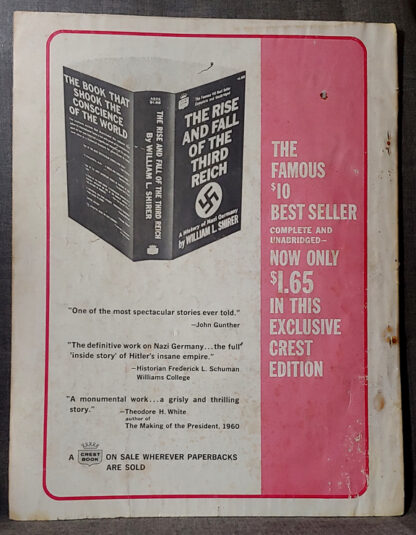 THE BOOK THAT
SHOOK THE
CONSCIENCE
OF THE WORLD
THE RISE AND FALL OF THE THIRD REICH
By WILLIAM L. SHIRER
THE RISE
AND FALL
OF THE
THIRD
REICH
A History of Nazi Germany
by WILLIAM L. SHIRER
THE
FAMOUS
$10
BEST SELLER
COMPLETE AND
UNABRIDGED—
NOW ONLY
$1.65
IN THIS
EXCLUSIVE
CREST
EDITION
"One of the most spectacular stories ever told."
—John Gunther
"The definitive work on Nazi Germany...the full
'inside story' of Hitler's insane empire."
—Historian Frederick L. Schuman
Williams College
"A monumental work...a grisly and thrilling
story."
—Theodore H. White
author of
The Making of the President, 1960
A CREST BOOK ON SALE WHEREVER PAPERBACKS
ARE SOLD